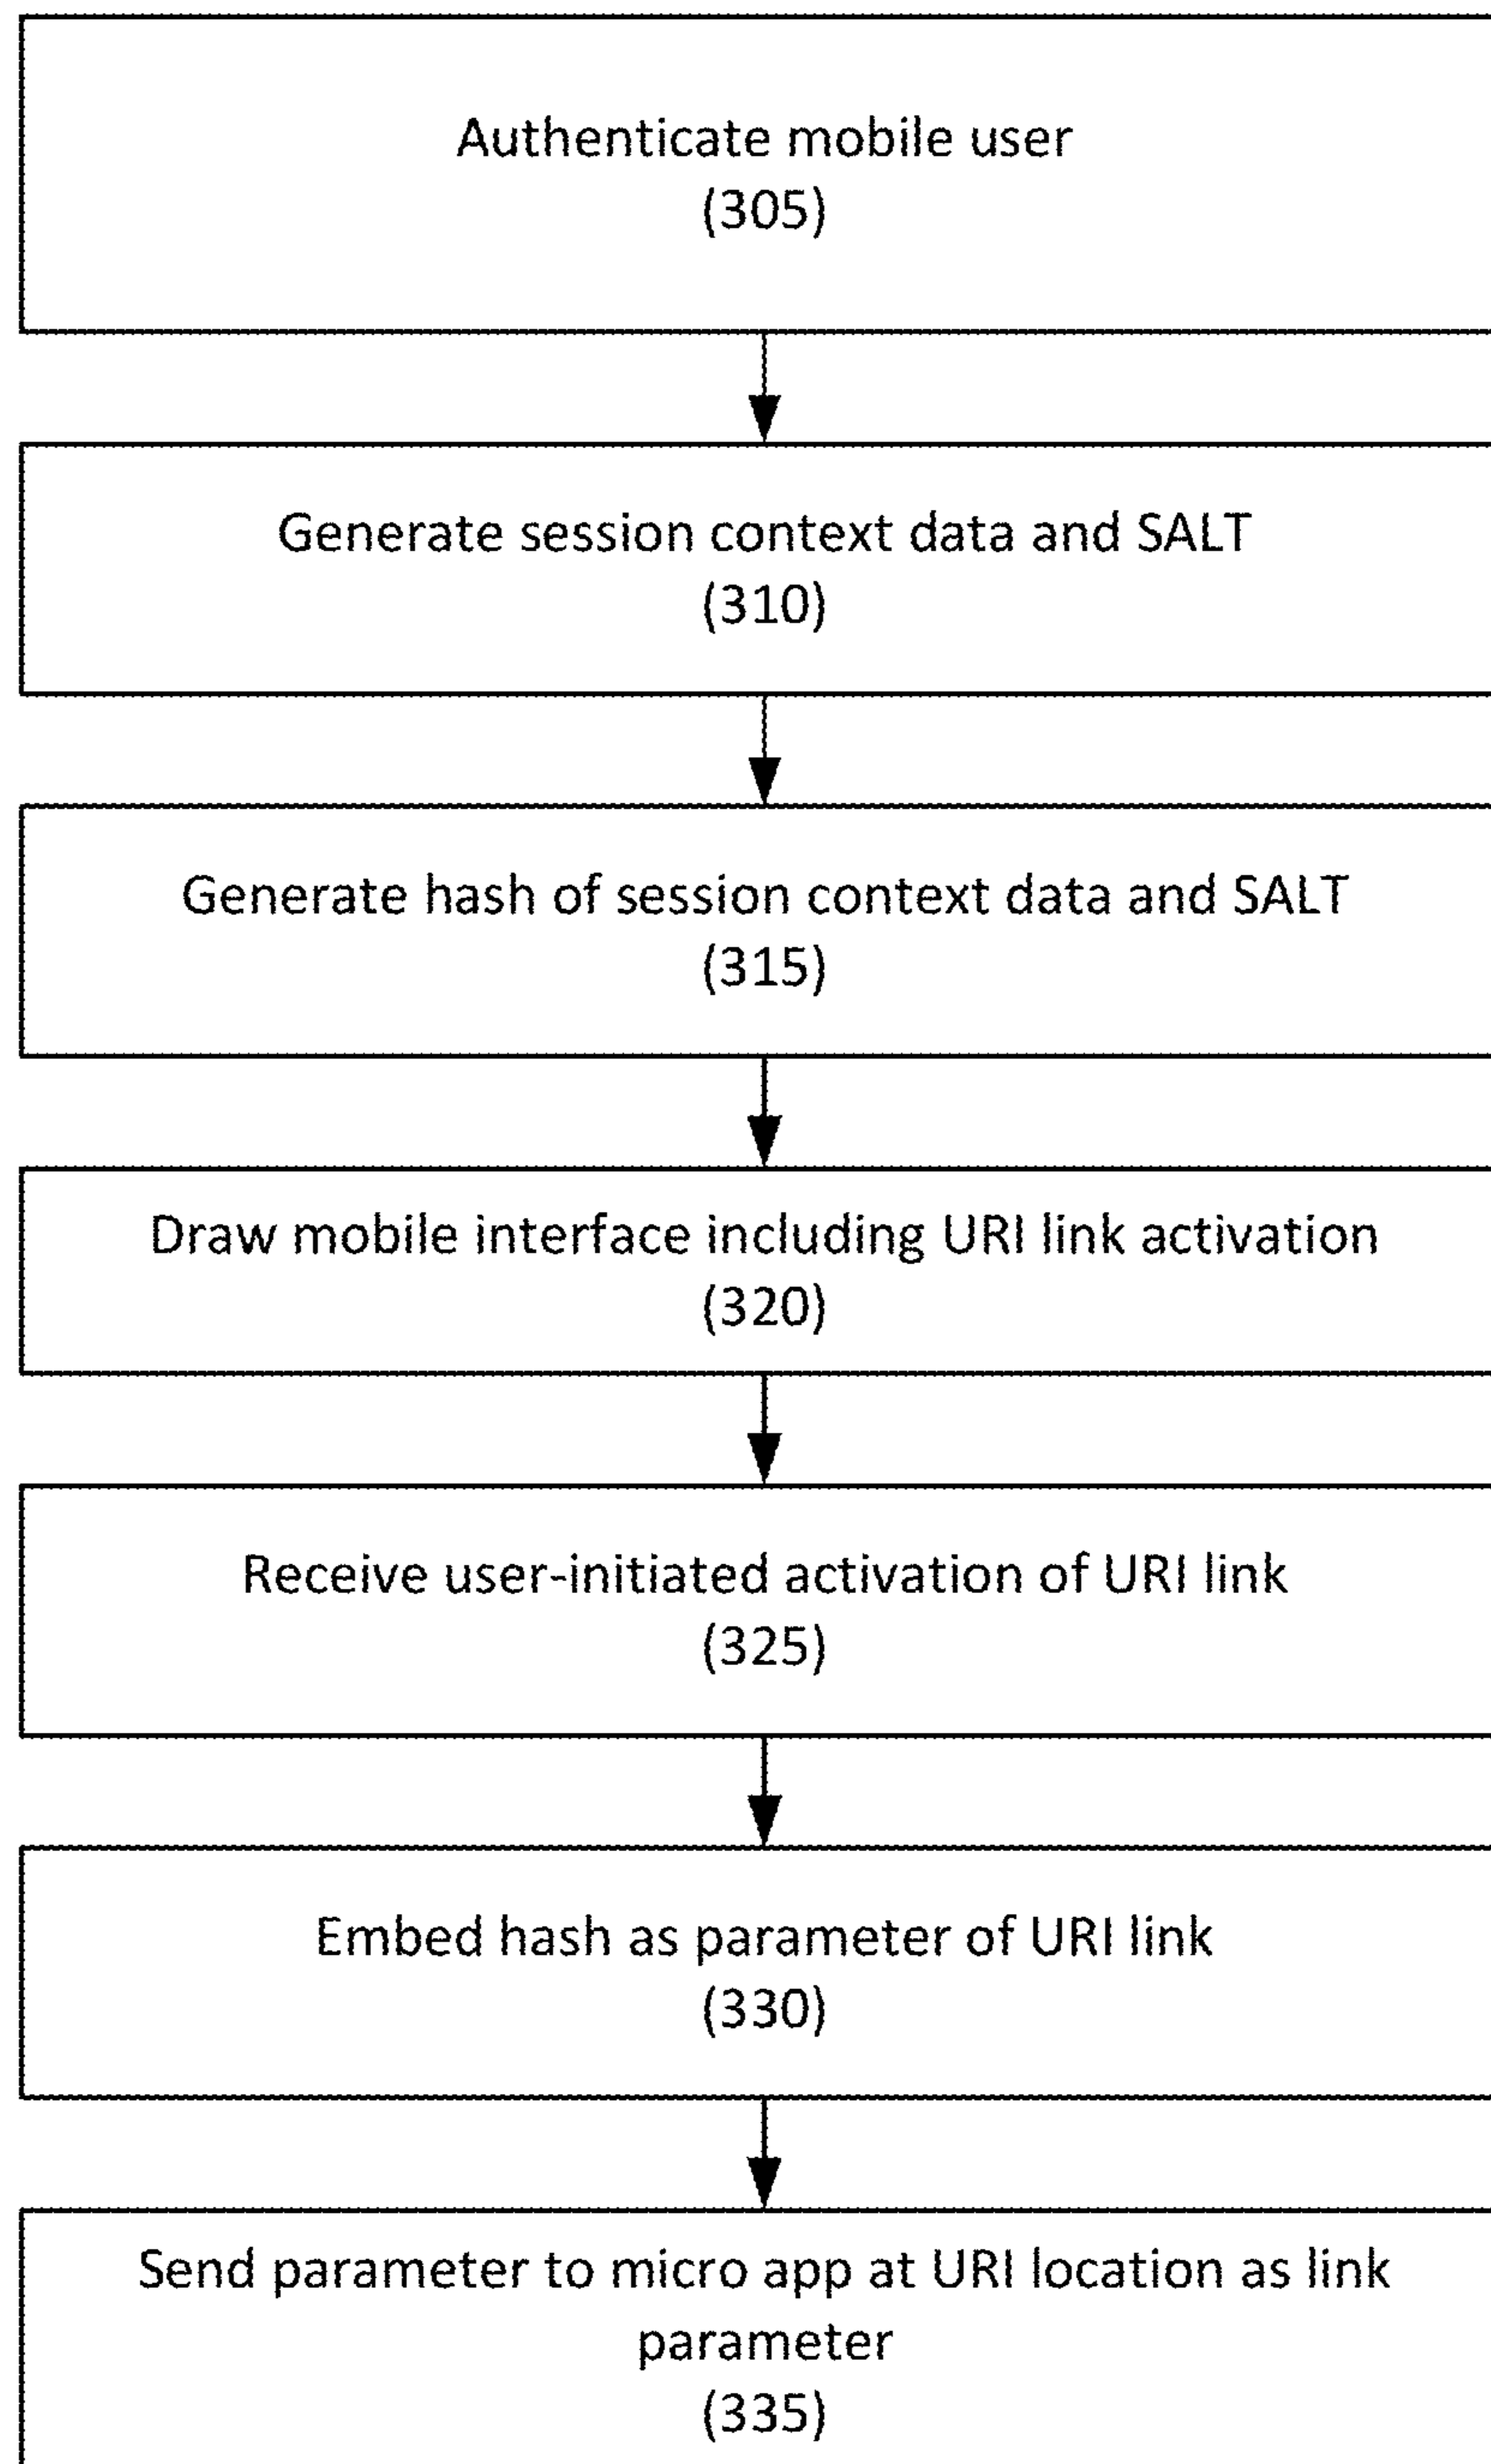 Authenticate mobile user
(305)
Generate session context data and SALT
(310)
Generate hash of session context data and SALT
(315)
Draw mobile interface including URI link activation
(320)
Receive user-initiated activation of URI link
(325)
Embed hash as parameter of URI link
(330)
Send parameter to micro app at URI location as link
parameter
(335)